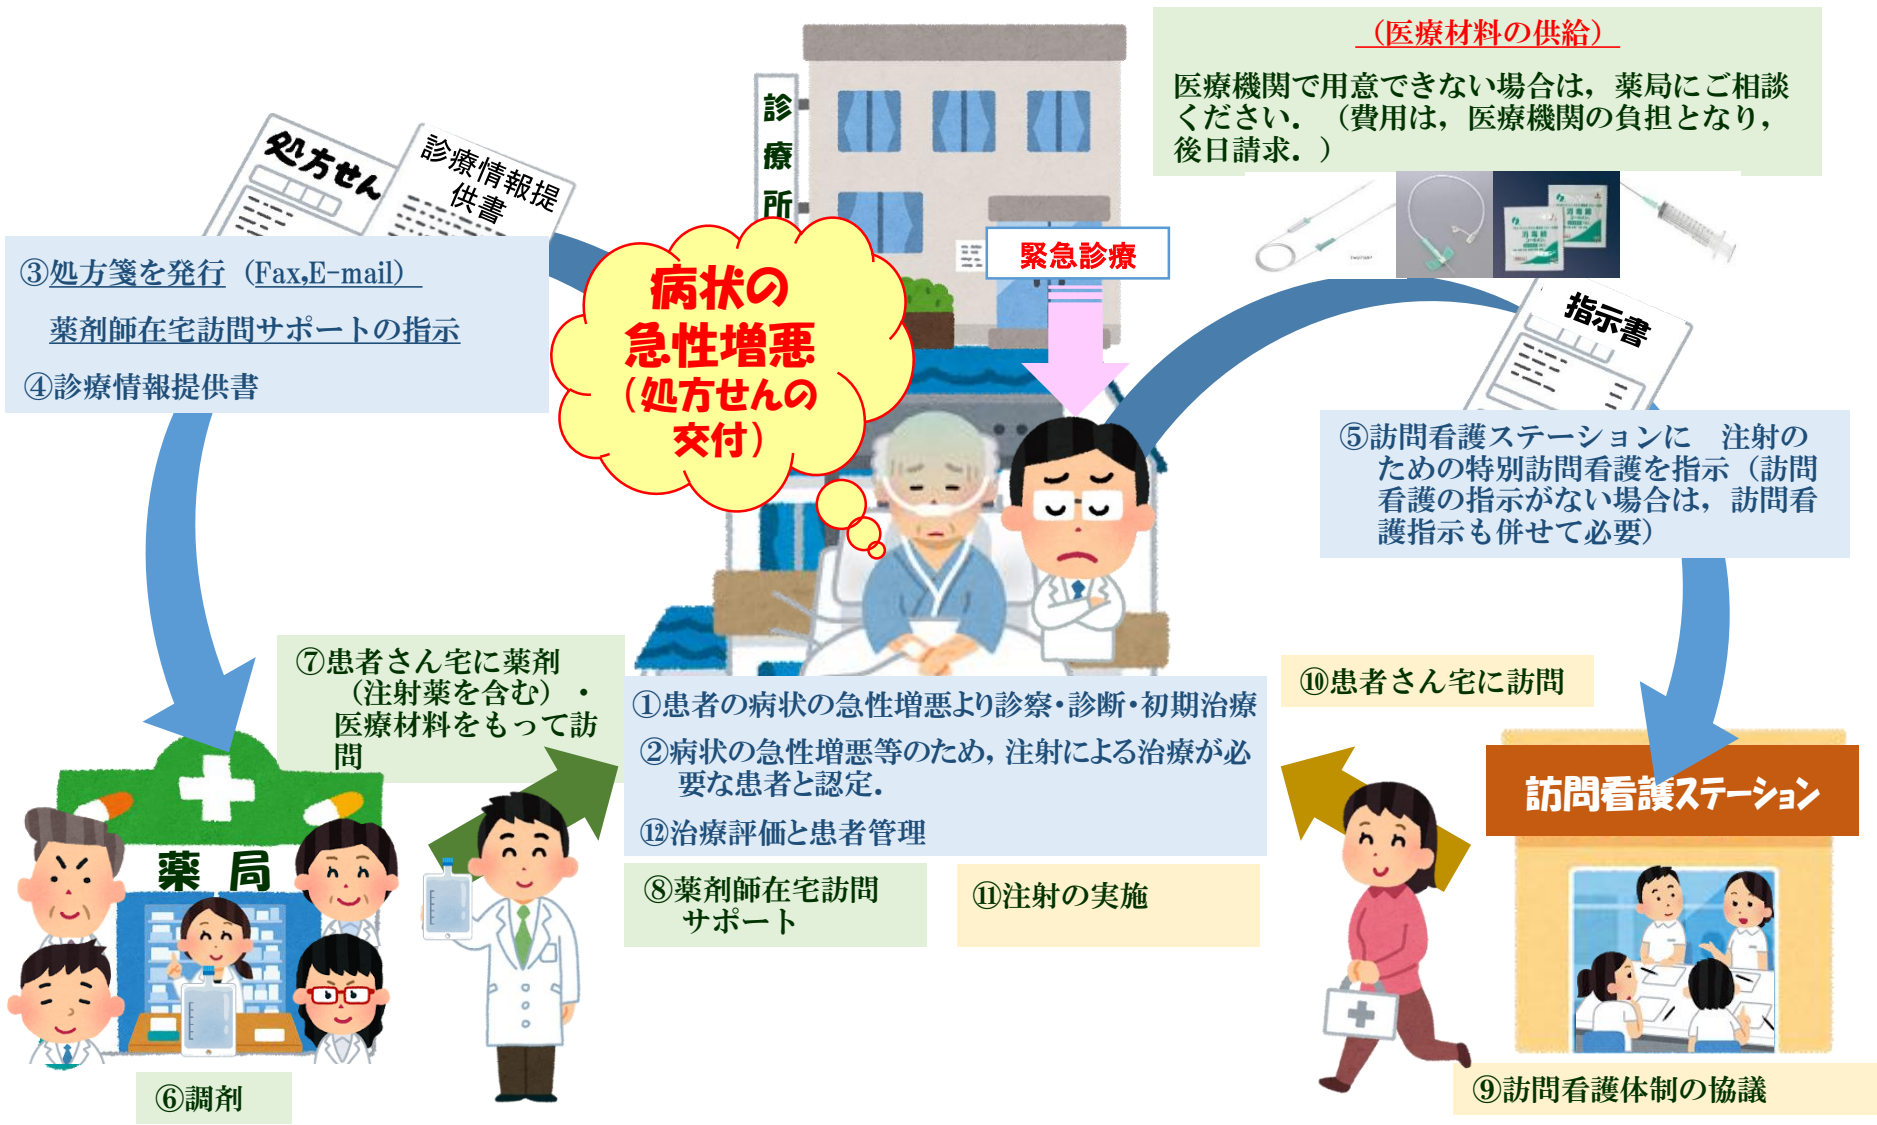 （医療材料の供給）
医療機関で用意できない場合は，薬局にご相談
ください．（費用は，医療機関の負担となり，
後日請求．）
診療所
処方せん
診療情報提
供書
緊急診療
指示書
③処方箋を発行（Fax,E-mail）
薬剤師在宅訪問サポートの指示
④診療情報提供書
病状の
急性増悪
（処方せんの
交付）
⑤訪問看護ステーションに　注射の
ための特別訪問看護を指示（訪問
看護の指示がない場合は，訪問看
護指示も併せて必要）
⑦患者さん宅に薬剤
（注射薬を含む）・
医療材料をもって訪
問
①患者の病状の急性増悪より診察・診断・初期治療
②病状の急性増悪等のため，注射による治療が必
要な患者と認定．
⑫治療評価と患者管理
⑩患者さん宅に訪問
訪問看護ステーション
薬局
⑧薬剤師在宅訪問
サポート
⑪注射の実施
⑥調剤
⑨訪問看護体制の協議